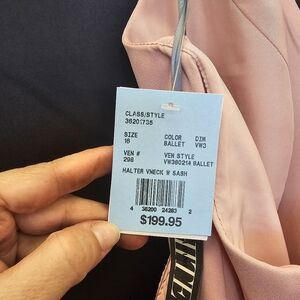 CLASS/STYLE
36201735
SIZE COLOR DIM
16 BALLET VW3
VEN # VEN STYLE
298 VW360214 BALLET
HALTER VNECK W SASH
4 36200 24283 2
$199.95